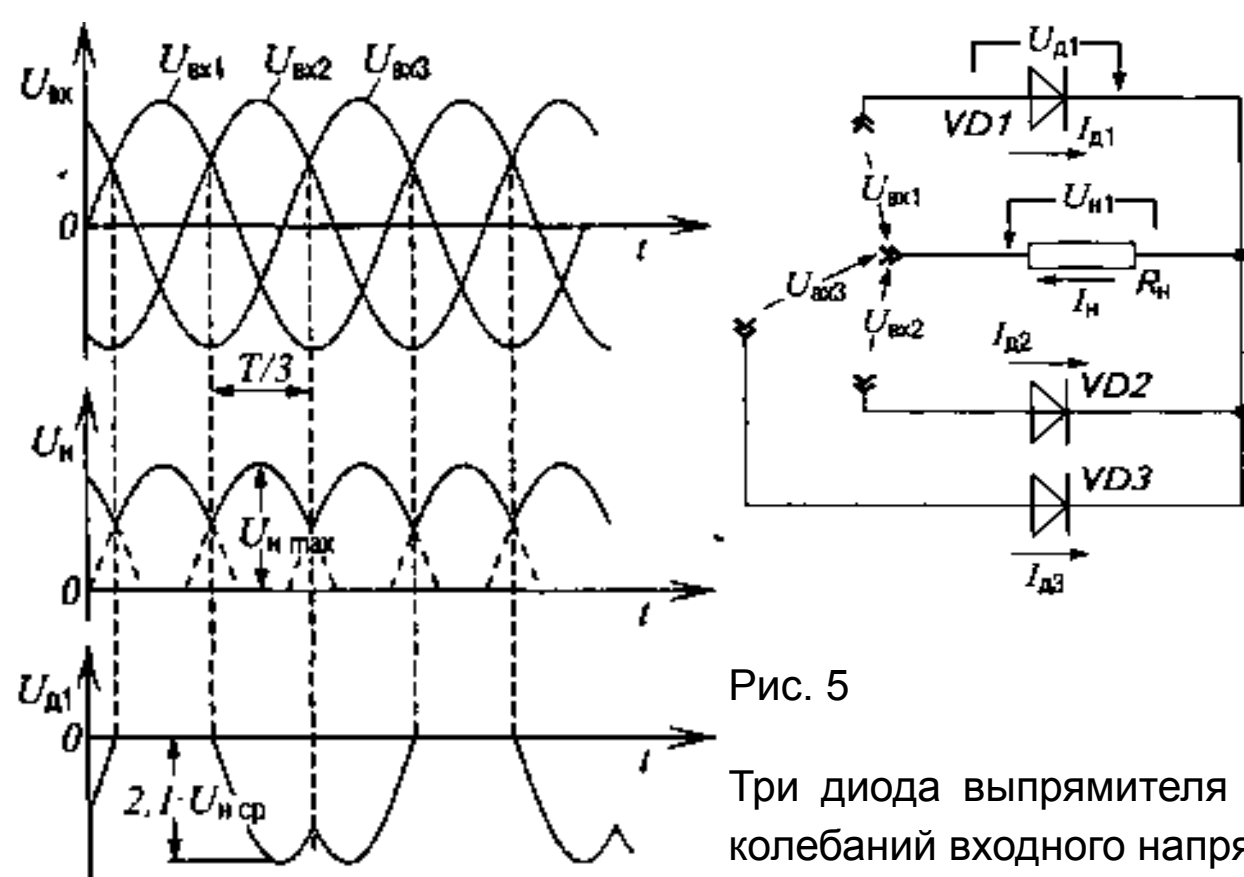 Uвх
Uвх1 Uвх2 Uвх3
0
t
T/3
Uн
Uн max
0
t
Uд1
0
t
2,1·Uн ср
Uд1
VD1
Iд1
Uвх1
Uн1
Uвх3
Iн
Rн
Uвх2
Iд2
VD2
VD3
Iд3
Рис. 5
Три диода выпрямителя
колебаний входного напря